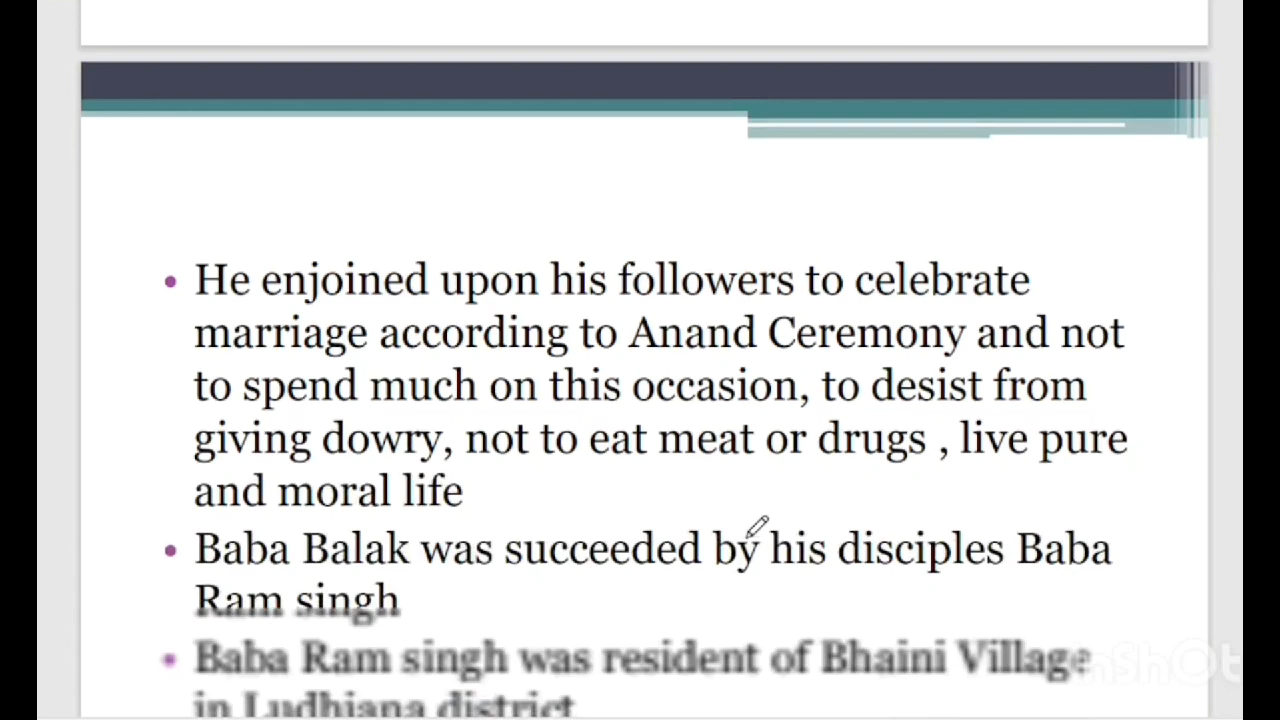 • He enjoined upon his followers to celebrate
marriage according to Anand Ceremony and not
to spend much on this occasion, to desist from
giving dowry, not to eat meat or drugs , live pure
and moral life
• Baba Balak was succeeded by his disciples Baba
Ram singh
• Baba Ram singh was resident of Bhaini Village
in Ludhiana district
InShOt